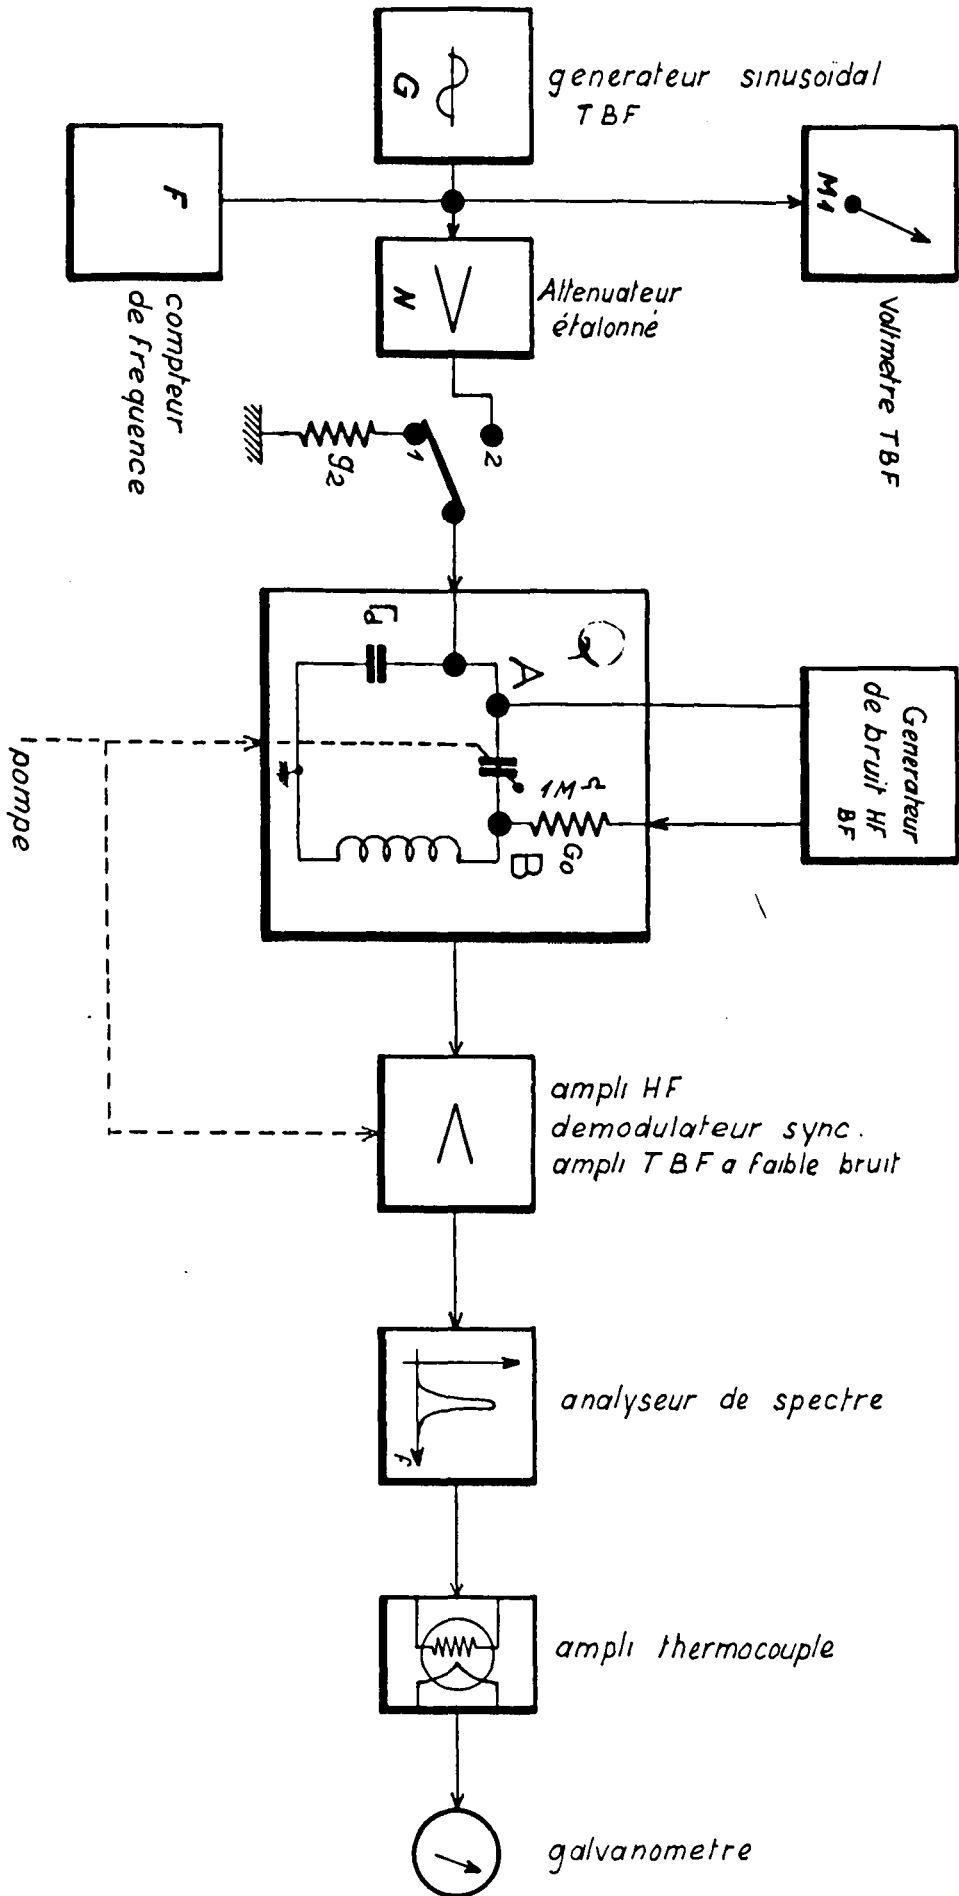 generateur sinusoïdal
TBF
G
F
M1
compteur
de frequence
Voltmetre TBF
N
Attenuateur
étalonné
g2
1
2
Generateur
de bruit HF
BF
A
1MΩ
G0
B
pompe
ampli HF
demodulateur sync.
ampli TBF a faible bruit
f
analyseur de spectre
ampli thermocouple
galvanometre